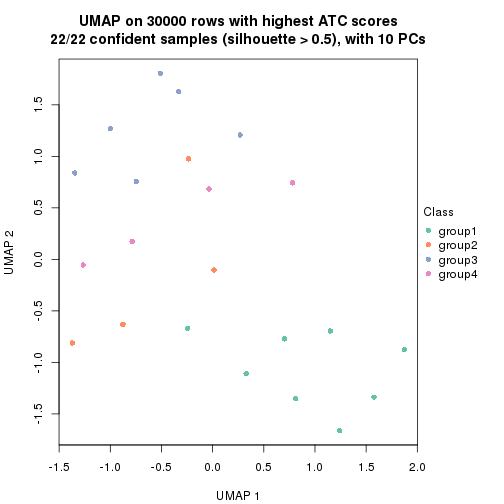 UMAP on 30000 rows with highest ATC scores
22/22 confident samples (silhouette > 0.5), with 10 PCs
1.5
1.0
0.5
0.0
-0.5
-1.0
-1.5
UMAP 2
-1.5
-1.0
-0.5
0.0
0.5
1.0
1.5
2.0
UMAP 1
Class
group1
group2
group3
group4